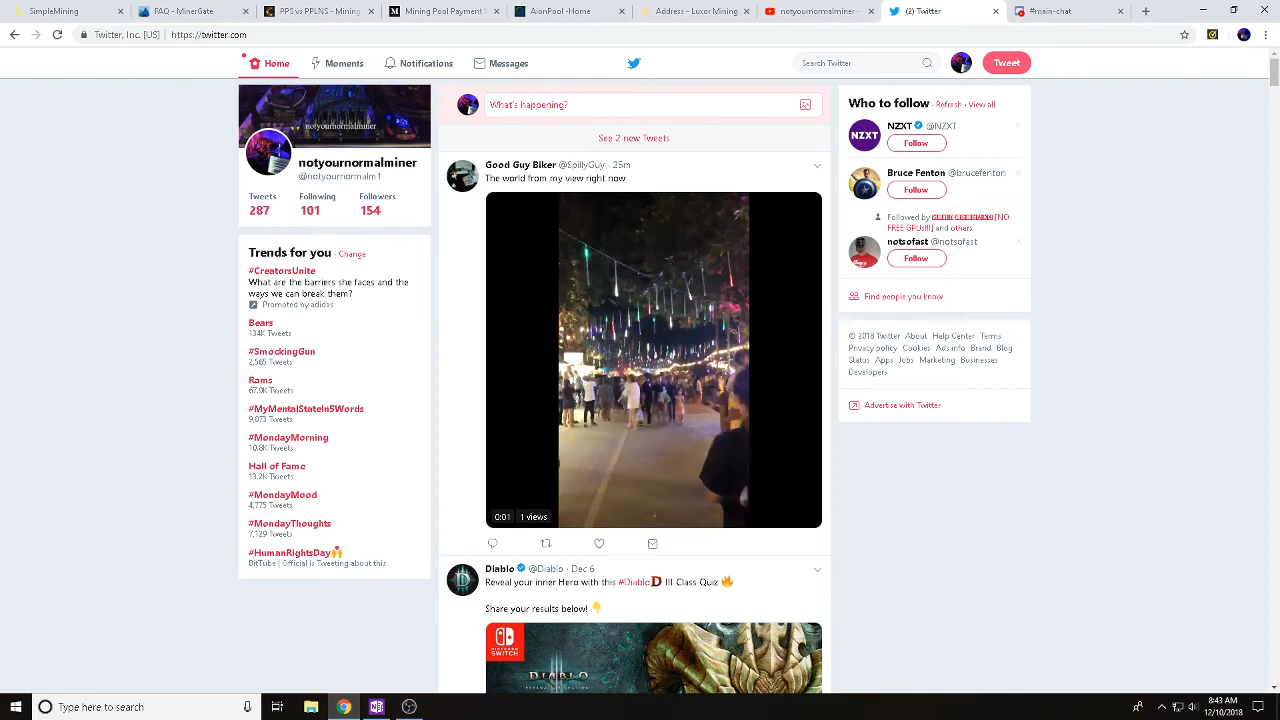 SimpleMining
FAQ - MinerGate
PPS vs PPLNS - Mining
Mining Pool Payment
AionPool -Home
Address - Luxor Mining
notyournormalminer -
(2) Twitter
#main-chat
Twitter, Inc. [US] https://twitter.com
Home
Moments
Notifications
Messages
Search Twitter
Tweet
notyournormalminer
notyournormalminer
@notyournormalm1
Tweets Following Followers
287 101 154
Trends for you · Change
#CreatorsUnite
What are the barriers she faces and the
ways we can break them?
Promoted by adidas
Bears
134K Tweets
#SmockingGun
2,565 Tweets
Rams
67.9K Tweets
#MyMentalStateIn5Words
9,873 Tweets
#MondayMorning
10.8K Tweets
Hall of Fame
13.2K Tweets
#MondayMood
4,775 Tweets
#MondayThoughts
7,129 Tweets
#HumanRightsDay
BitTube | Official is Tweeting about this
What's happening?
See 2 new Tweets
Good Guy Biker @SpillyGuy · 25m
The world from my view right now
0:01 1 views
Diablo @Diablo · Dec 6
Reveal your inner Hero with this #Diablo III Class Quiz 🔥
Share your results below! 👇
NINTENDO
SWITCH
DIABLO
Who to follow · Refresh · View all
NZXT
NZXT @NZXT
Follow
Bruce Fenton @brucefenton
Follow
Followed by [NO
FREE GPUs!!!] and others
notsofast @notsofast
Follow
Find people you know
© 2018 Twitter About Help Center Terms
Privacy policy Cookies Ads info Brand Blog
Status Apps Jobs Marketing Businesses
Developers
Advertise with Twitter
Type here to search
8:43 AM
12/10/2018